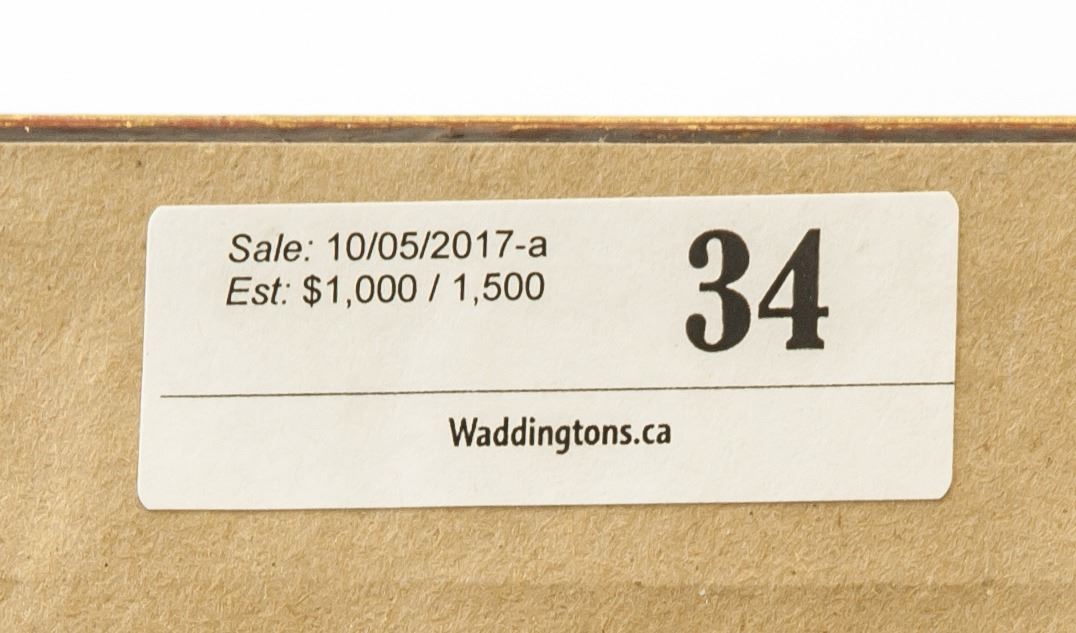 Sale: 10/05/2017-a
Est: $1,000 / 1,500
34
Waddingtons.ca